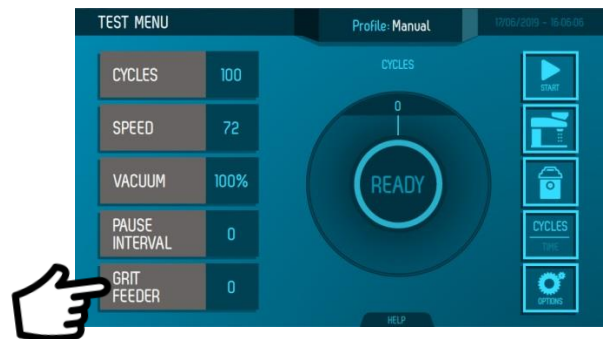 TEST MENU
Profile: Manual
17/06/2019 - 16:06:06
CYCLES 100
SPEED 72
VACUUM 100%
PAUSE
INTERVAL 0
GRIT
FEEDER 0
CYCLES
0
READY
START
CYCLES
TIME
OPTIONS
HELP